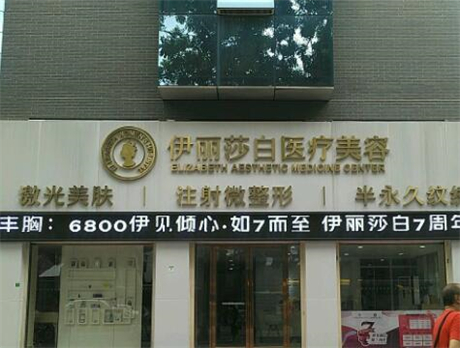 伊丽莎白医疗美容
ELIZABETH AESTHETIC MEDICINE CENTER
激光美肤 | 注射微整形 | 半永久纹
丰胸：6800伊见倾心·如7而至 伊丽莎白7周年